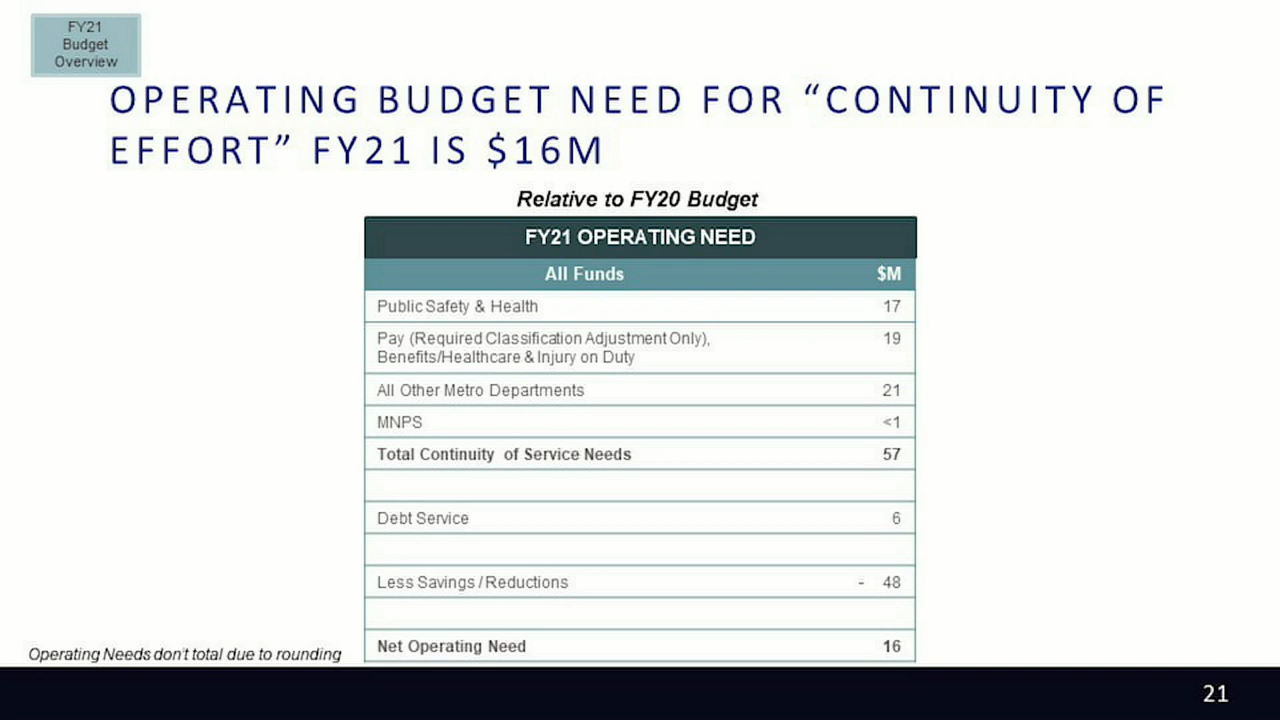 FY21
Budget
Overview
OPERATING BUDGET NEED FOR “CONTINUITY OF
EFFORT” FY21 IS $16M
Relative to FY20 Budget
FY21 OPERATING NEED
All Funds $M
Public Safety & Health 17
Pay (Required Classification Adjustment Only), 19
Benefits/Healthcare & Injury on Duty
All Other Metro Departments 21
MNPS <1
Total Continuity of Service Needs 57
Debt Service 6
Less Savings / Reductions - 48
Net Operating Need 16
Operating Needs don't total due to rounding
21